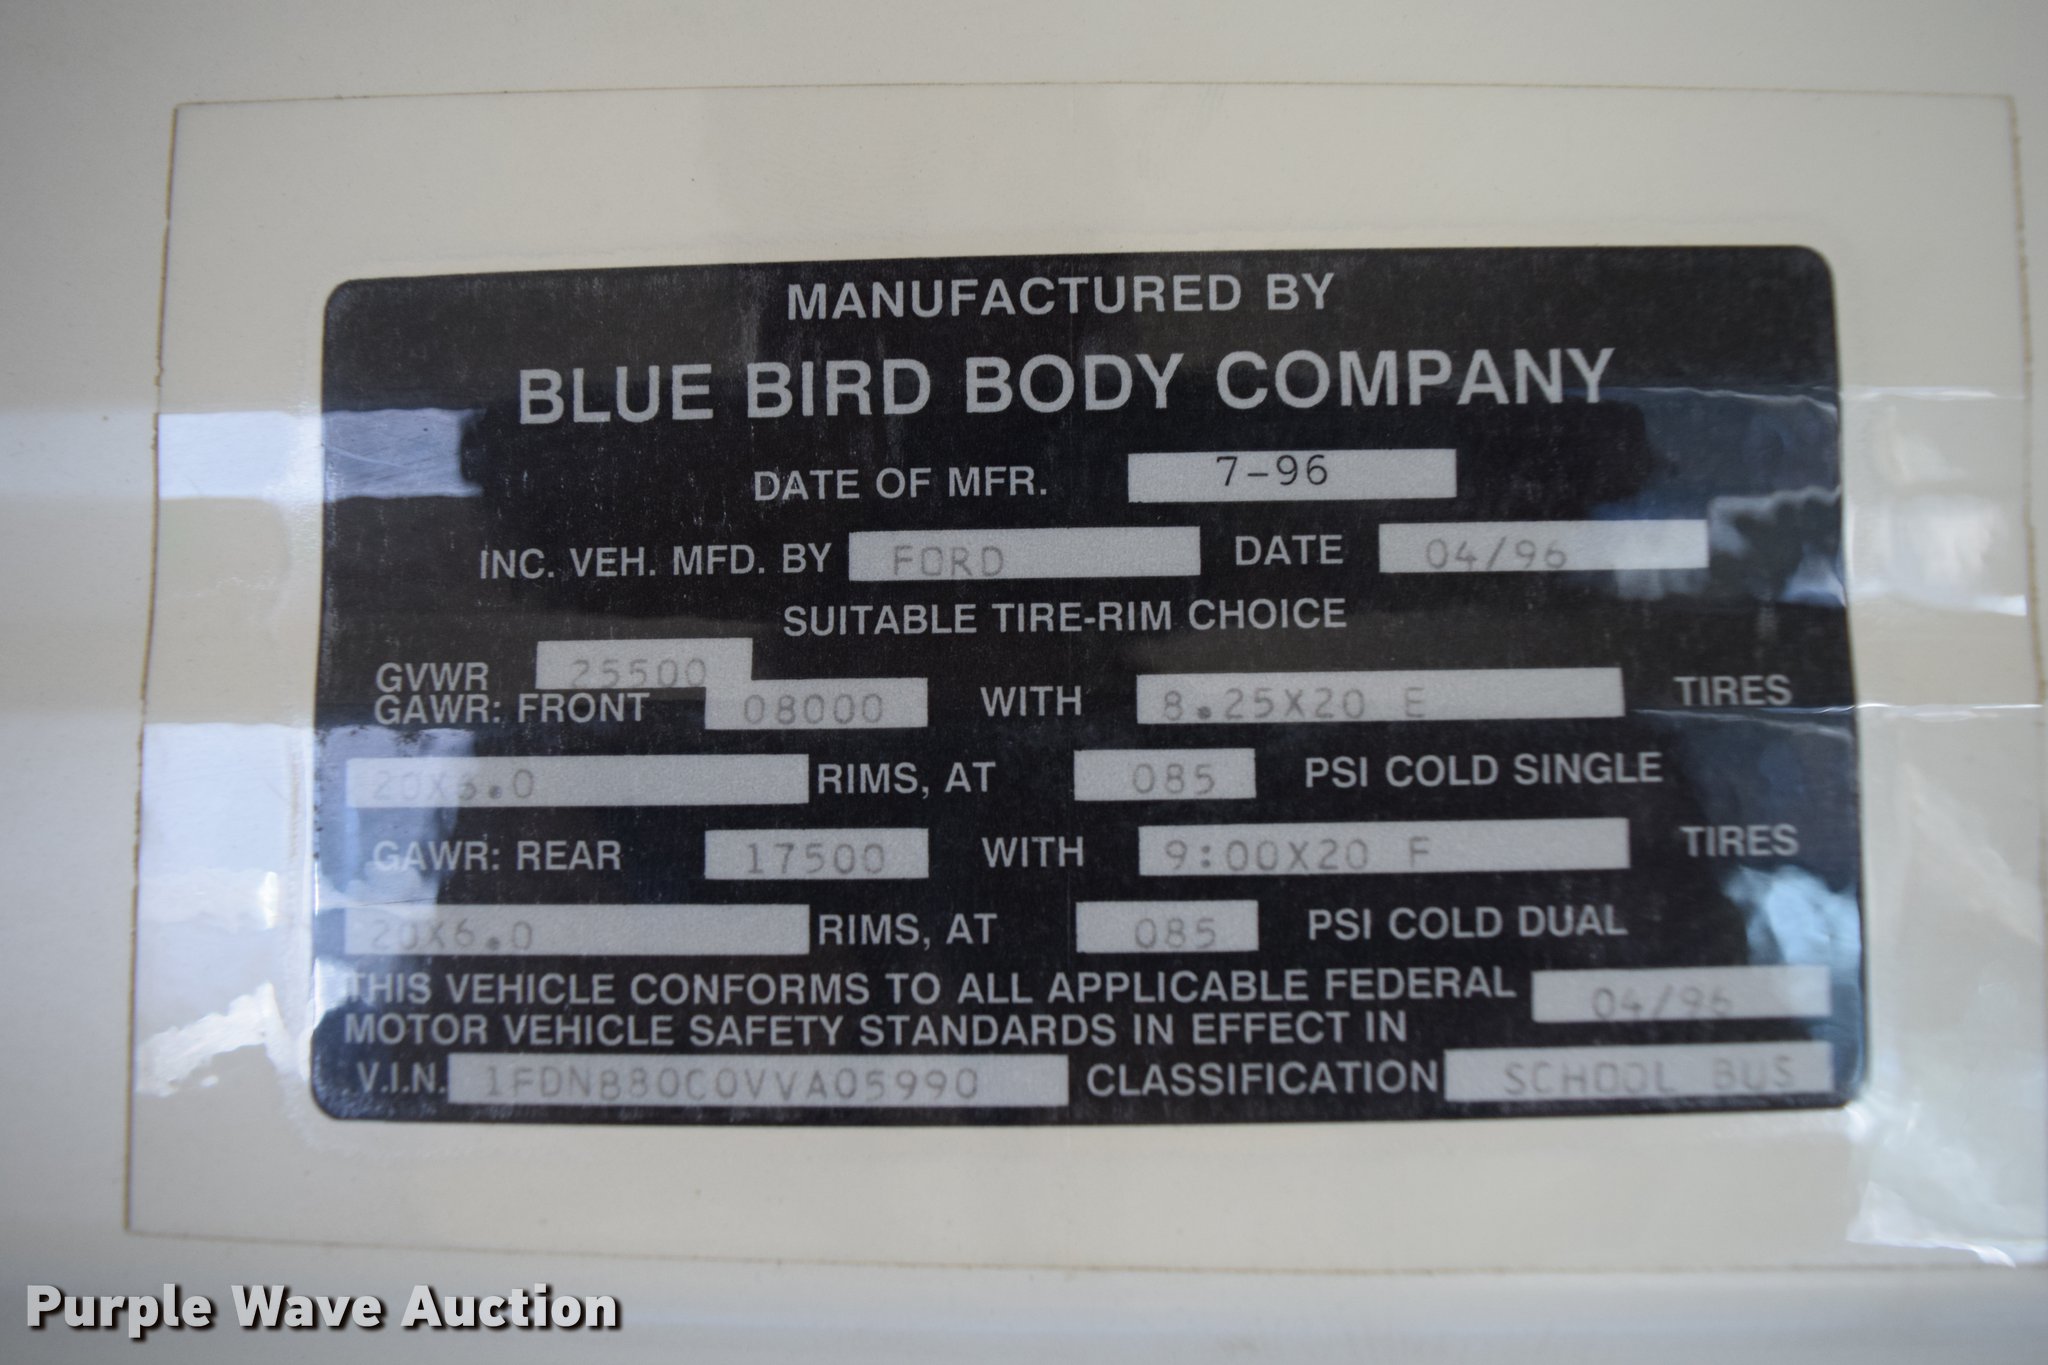 MANUFACTURED BY
BLUE BIRD BODY COMPANY
DATE OF MFR. 7-96
INC. VEH. MFD. BY FORD DATE 04/96
SUITABLE TIRE-RIM CHOICE
GVWR 25500
GAWR: FRONT 08000 WITH 8.25X20 E TIRES
20X6.0 RIMS, AT 085 PSI COLD SINGLE
GAWR: REAR 17500 WITH 9:00X20 F TIRES
20X6.0 RIMS, AT 085 PSI COLD DUAL
THIS VEHICLE CONFORMS TO ALL APPLICABLE FEDERAL
MOTOR VEHICLE SAFETY STANDARDS IN EFFECT IN 04/96
V.I.N. 1FDNB80C0VVA05990 CLASSIFICATION SCHOOL BUS
Purple Wave Auction